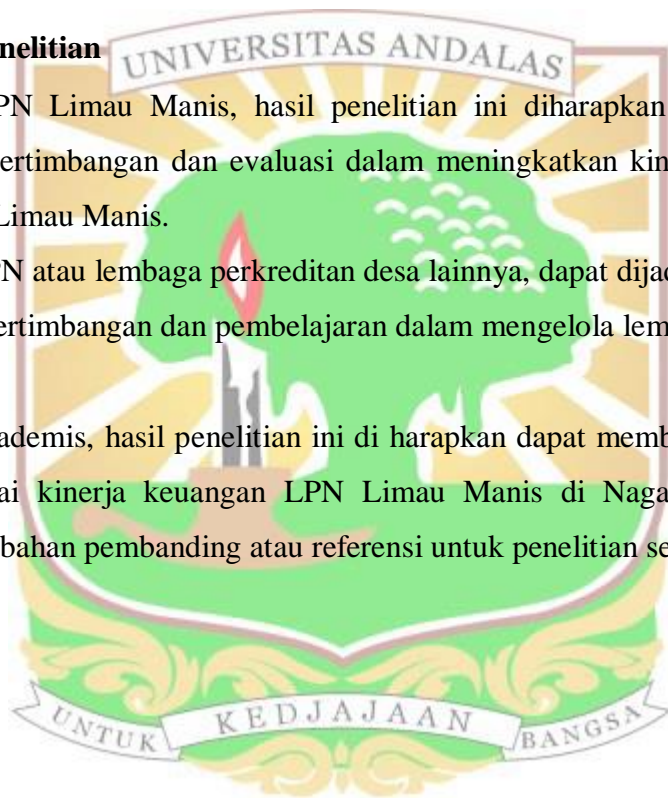 nelitian
UNIVERSITAS ANDALAS
PN Limau Manis, hasil penelitian ini diharapkan
ertimbangan dan evaluasi dalam meningkatkan kin
Limau Manis.
PN atau lembaga perkreditan desa lainnya, dapat dijad
ertimbangan dan pembelajaran dalam mengelola lem
ademis, hasil penelitian ini di harapkan dapat memb
ai kinerja keuangan LPN Limau Manis di Naga
bahan pembanding atau referensi untuk penelitian se
UNTUK KEDJAJAAN BANGSA